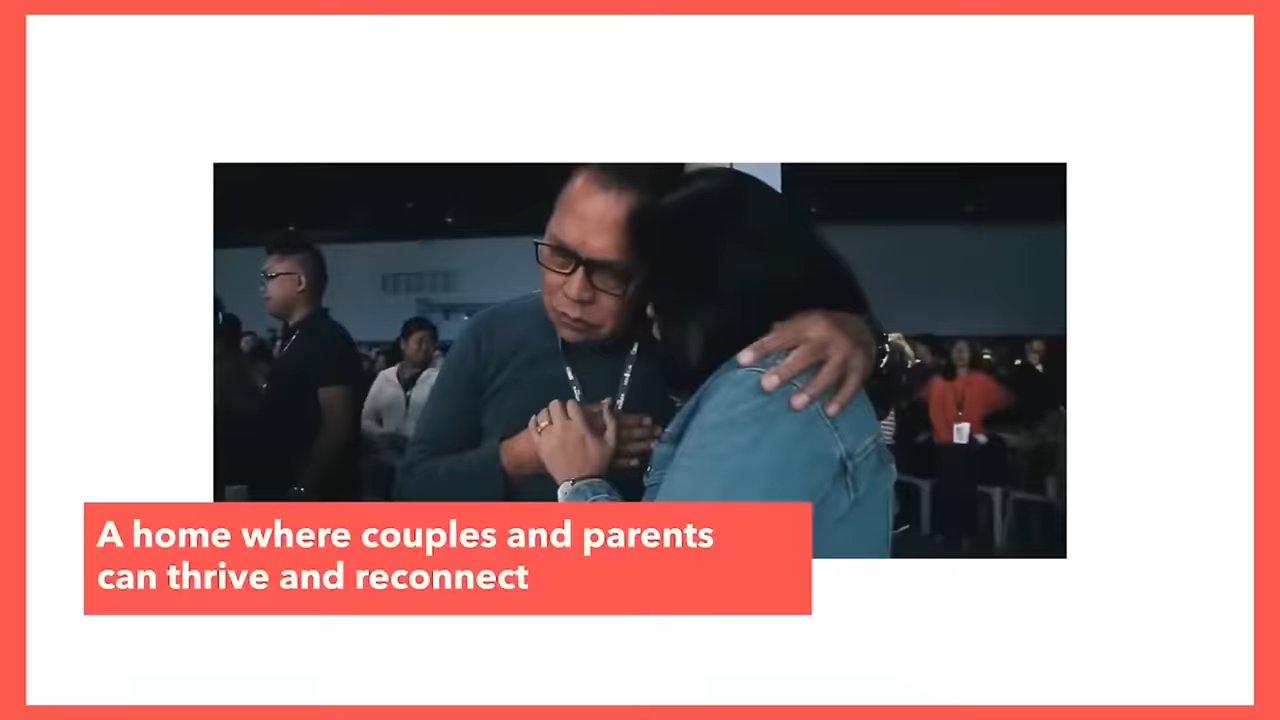 A home where couples and parents
can thrive and reconnect